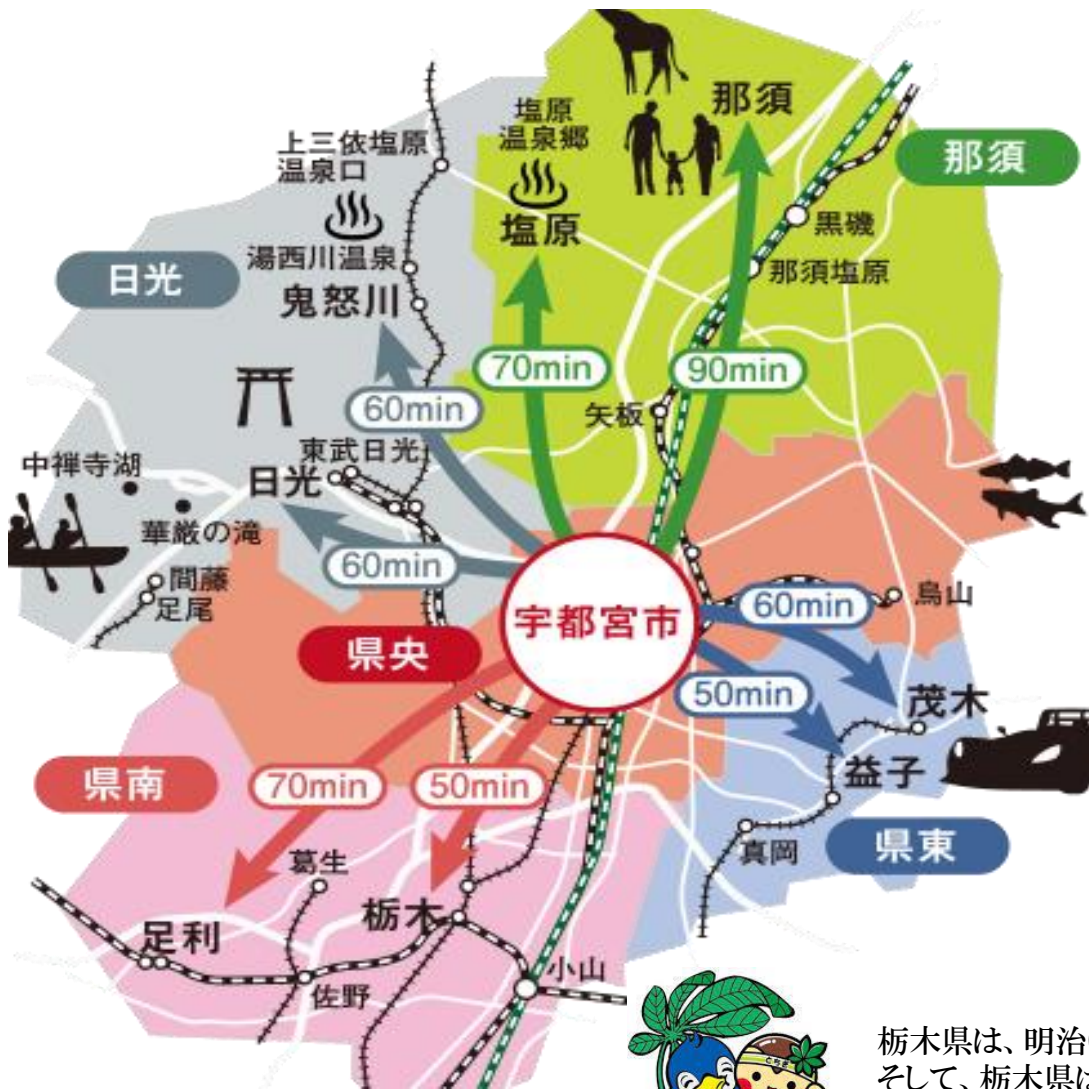 那須
塩原
温泉郷
上三依塩原
温泉口
那須
塩原
黒磯
湯西川温泉
那須塩原
日光
鬼怒川
70min
90min
60min
矢板
東武日光
中禅寺湖
日光
華厳の滝
60min
間藤
足尾
宇都宮市
60min
烏山
県央
50min
茂木
県南
70min
50min
益子
真岡
県東
葛生
栃木
足利
小山
佐野
とちぎ
栃木県は、明治
そして、栃木県は